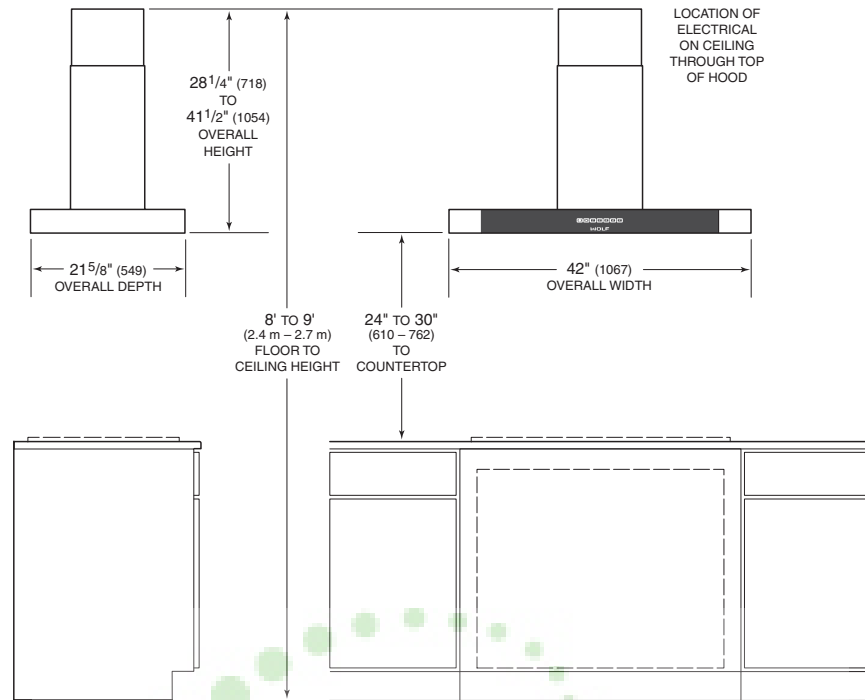 LOCATION OF
ELECTRICAL
ON CEILING
THROUGH TOP
OF HOOD
28 1/4" (718)
TO
41 1/2" (1054)
OVERALL
HEIGHT
WOLF
21 5/8" (549)
OVERALL DEPTH
42" (1067)
OVERALL WIDTH
8' TO 9'
(2.4 m – 2.7 m)
FLOOR TO
CEILING HEIGHT
24" TO 30"
(610 – 762)
TO
COUNTERTOP